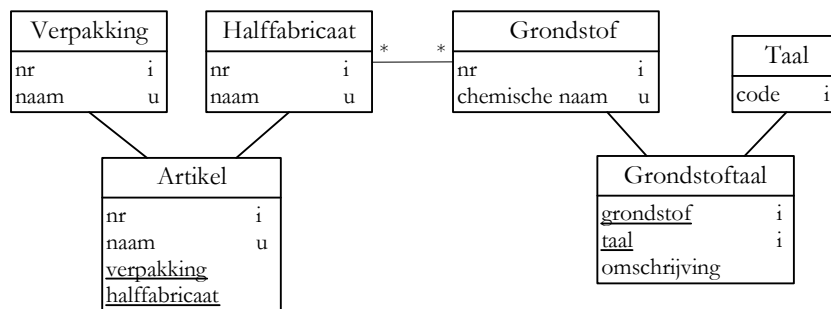 Verpakking
nr i
naam u
Halffabricaat
nr i
naam u
* *
Grondstof
nr i
chemische naam u
Taal
code i
Artikel
nr i
naam u
verpakking
halffabricaat
Grondstoftaal
grondstof i
taal i
omschrijving